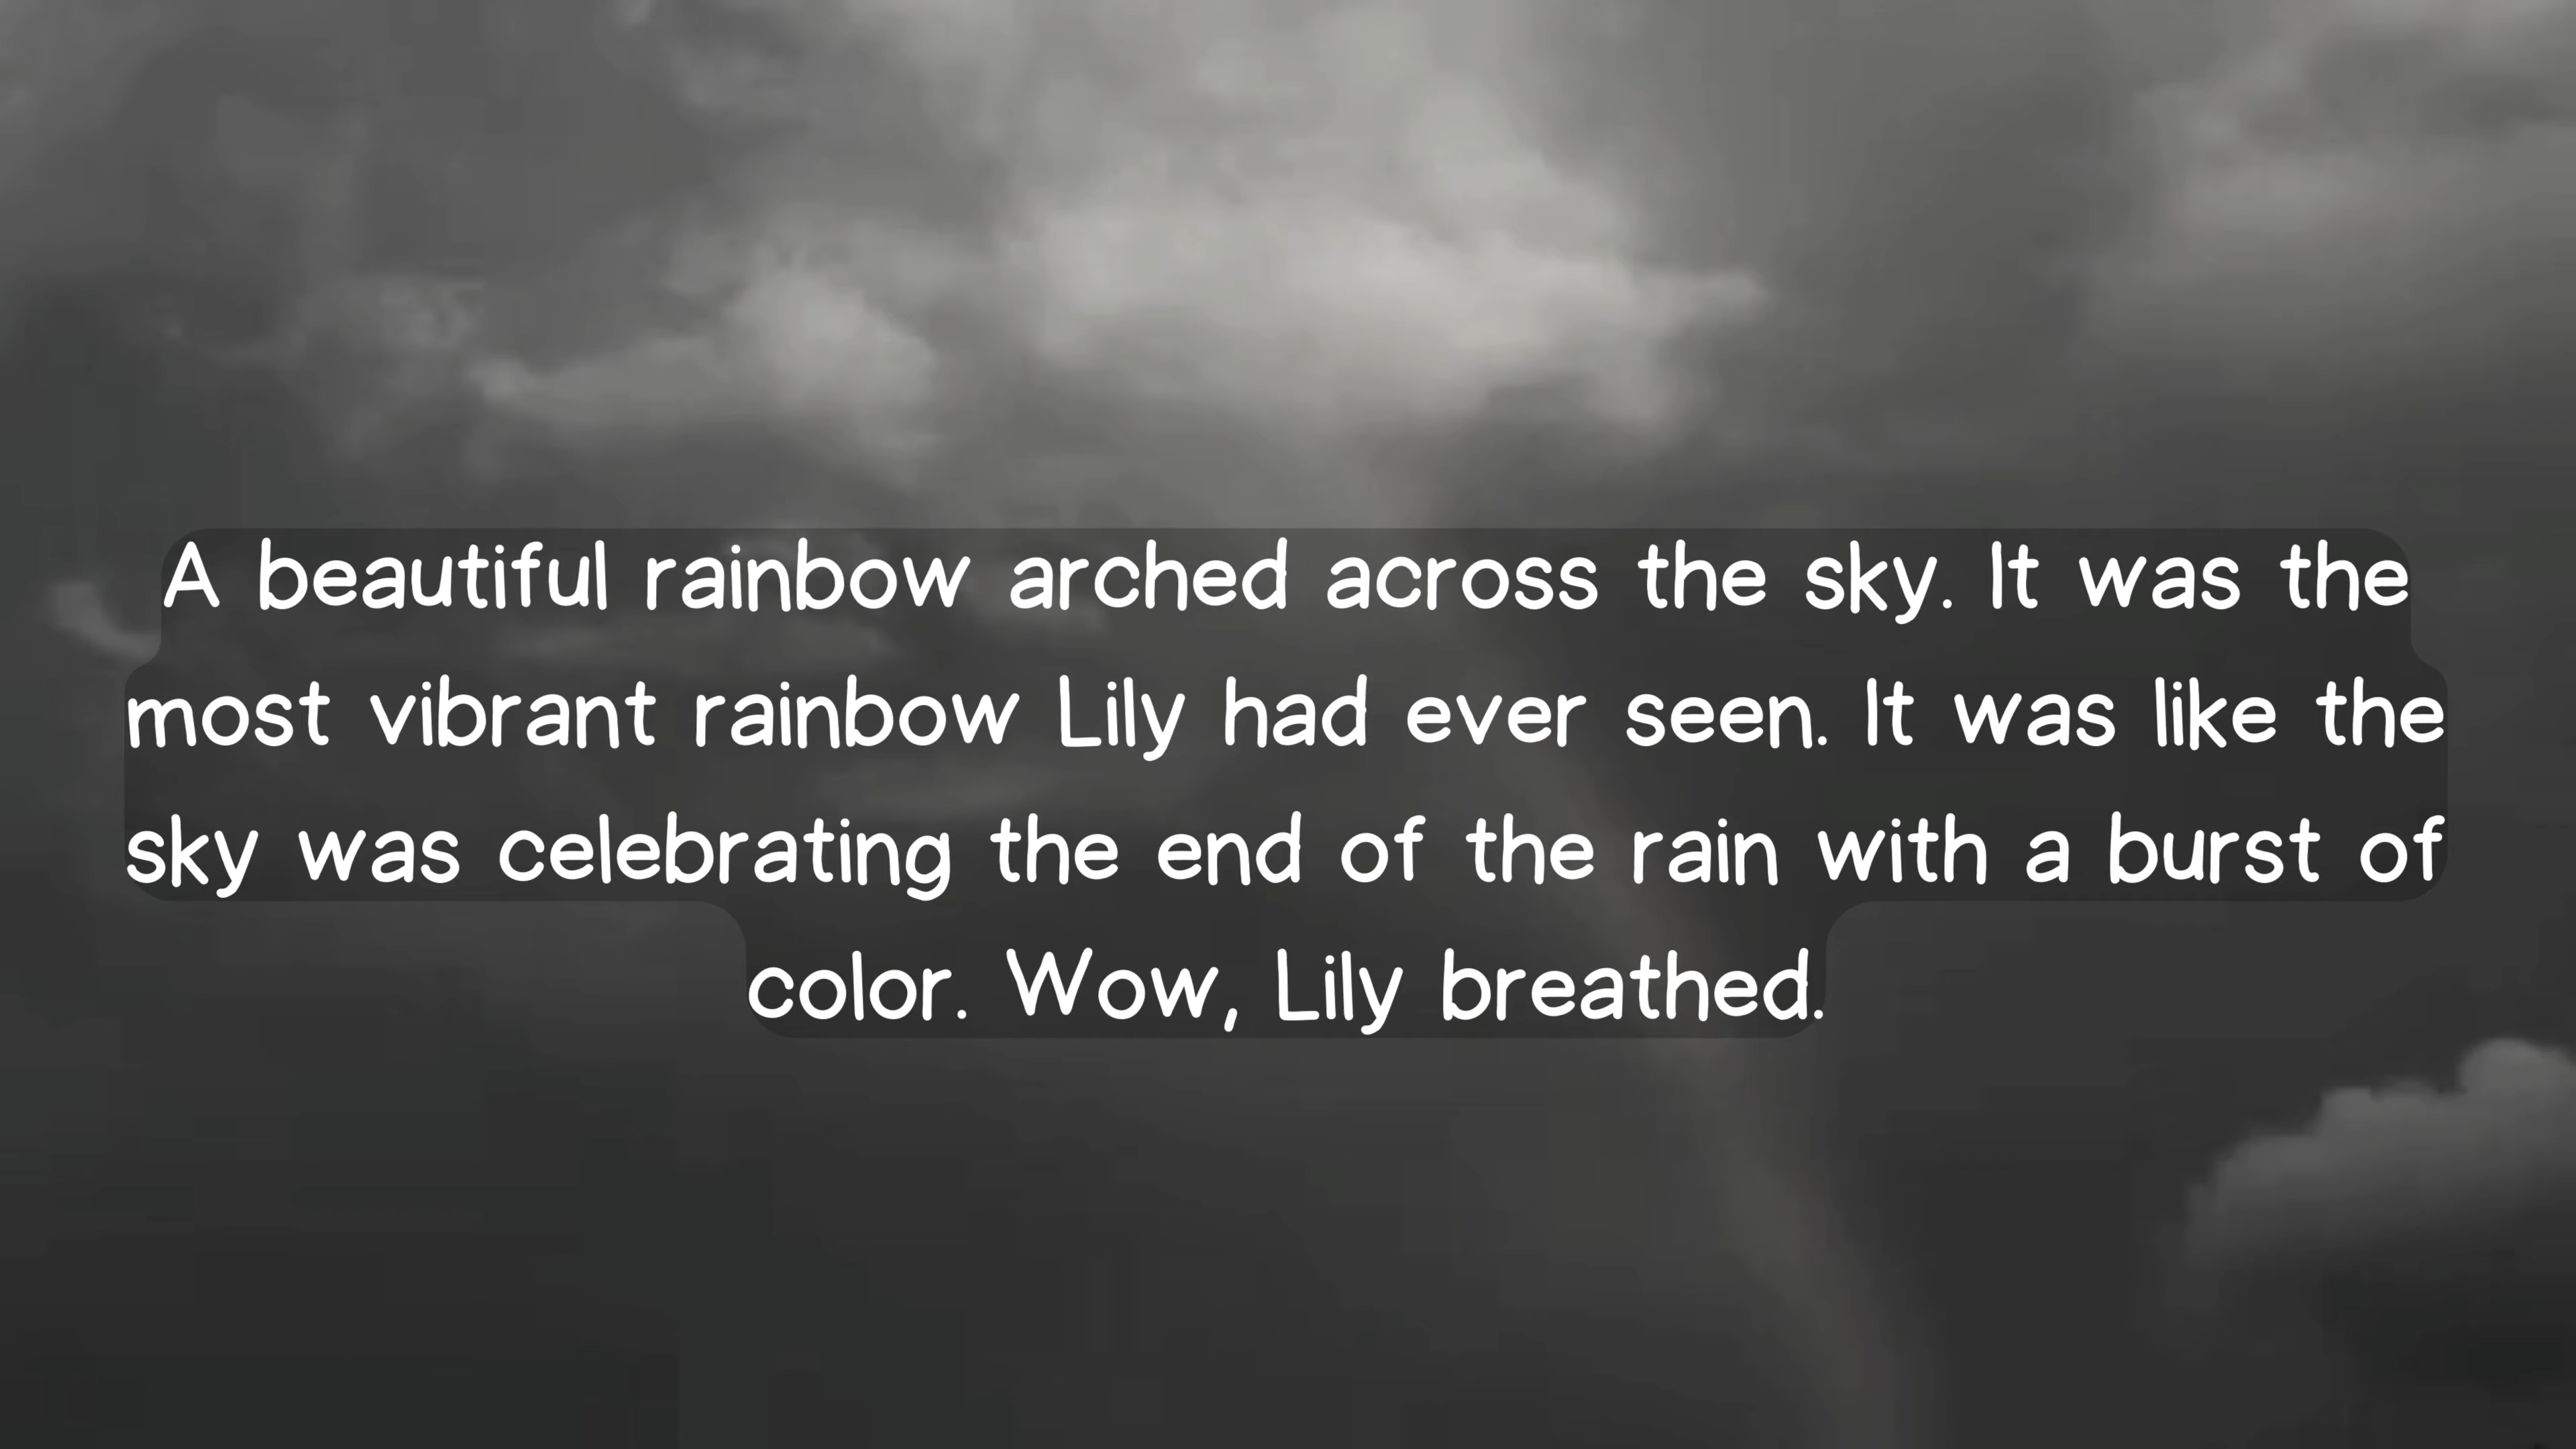 A beautiful rainbow arched across the sky. It was the
most vibrant rainbow Lily had ever seen. It was like the
sky was celebrating the end of the rain with a burst of
color. Wow, Lily breathed.